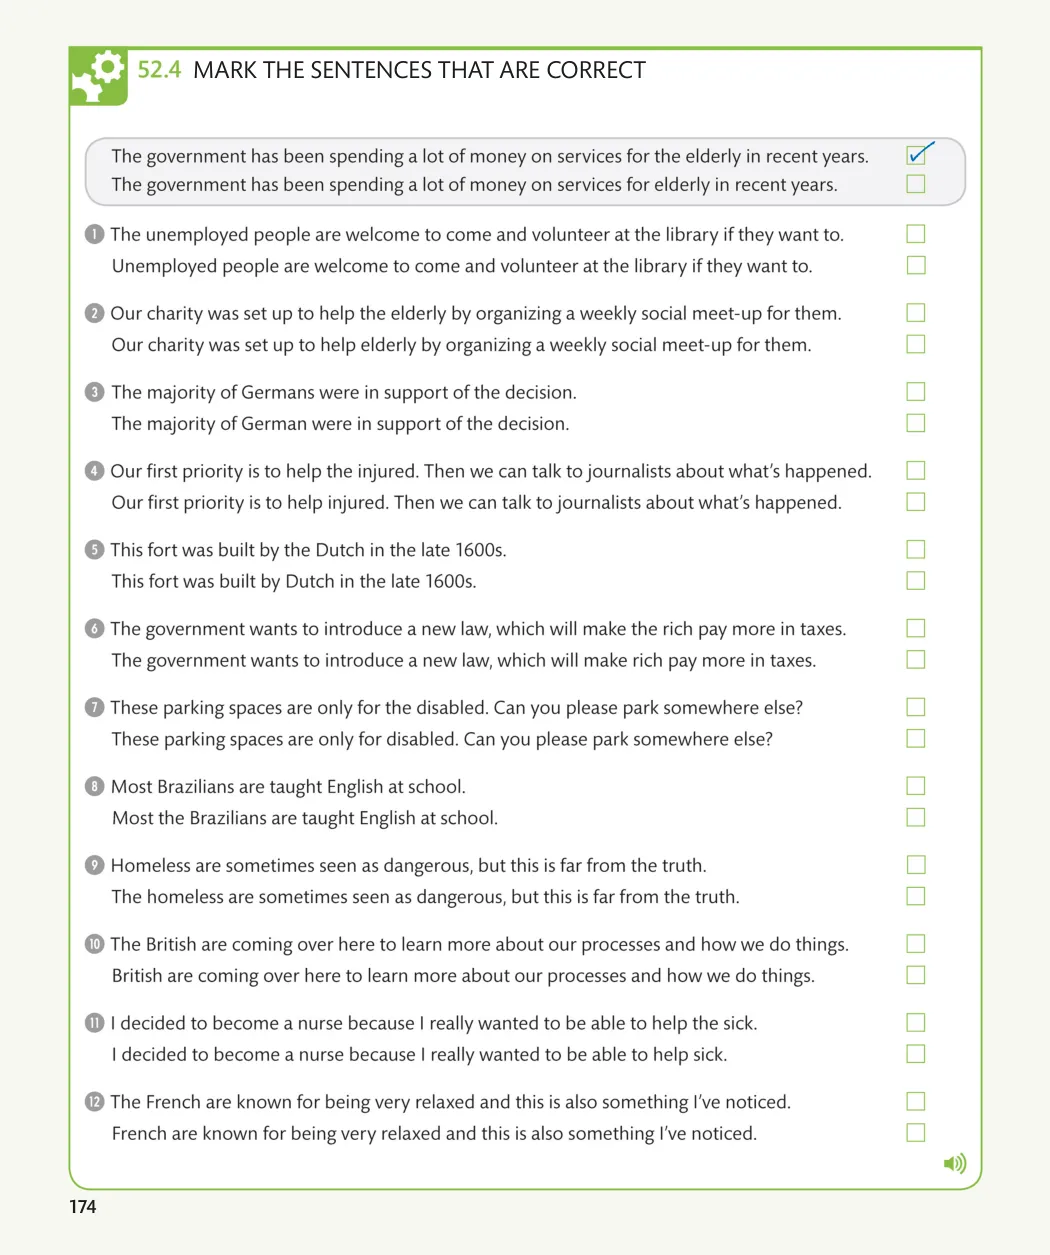 52.4 MARK THE SENTENCES THAT ARE CORRECT
The government has been spending a lot of money on services for the elderly in recent years.
The government has been spending a lot of money on services for elderly in recent years.
1 The unemployed people are welcome to come and volunteer at the library if they want to.
Unemployed people are welcome to come and volunteer at the library if they want to.
2 Our charity was set up to help the elderly by organizing a weekly social meet-up for them.
Our charity was set up to help elderly by organizing a weekly social meet-up for them.
3 The majority of Germans were in support of the decision.
The majority of German were in support of the decision.
4 Our first priority is to help the injured. Then we can talk to journalists about what's happened.
Our first priority is to help injured. Then we can talk to journalists about what's happened.
5 This fort was built by the Dutch in the late 1600s.
This fort was built by Dutch in the late 1600s.
6 The government wants to introduce a new law, which will make the rich pay more in taxes.
The government wants to introduce a new law, which will make rich pay more in taxes.
7 These parking spaces are only for the disabled. Can you please park somewhere else?
These parking spaces are only for disabled. Can you please park somewhere else?
8 Most Brazilians are taught English at school.
Most the Brazilians are taught English at school.
9 Homeless are sometimes seen as dangerous, but this is far from the truth.
The homeless are sometimes seen as dangerous, but this is far from the truth.
10 The British are coming over here to learn more about our processes and how we do things.
British are coming over here to learn more about our processes and how we do things.
11 I decided to become a nurse because I really wanted to be able to help the sick.
I decided to become a nurse because I really wanted to be able to help sick.
12 The French are known for being very relaxed and this is also something I've noticed.
French are known for being very relaxed and this is also something I've noticed.
174